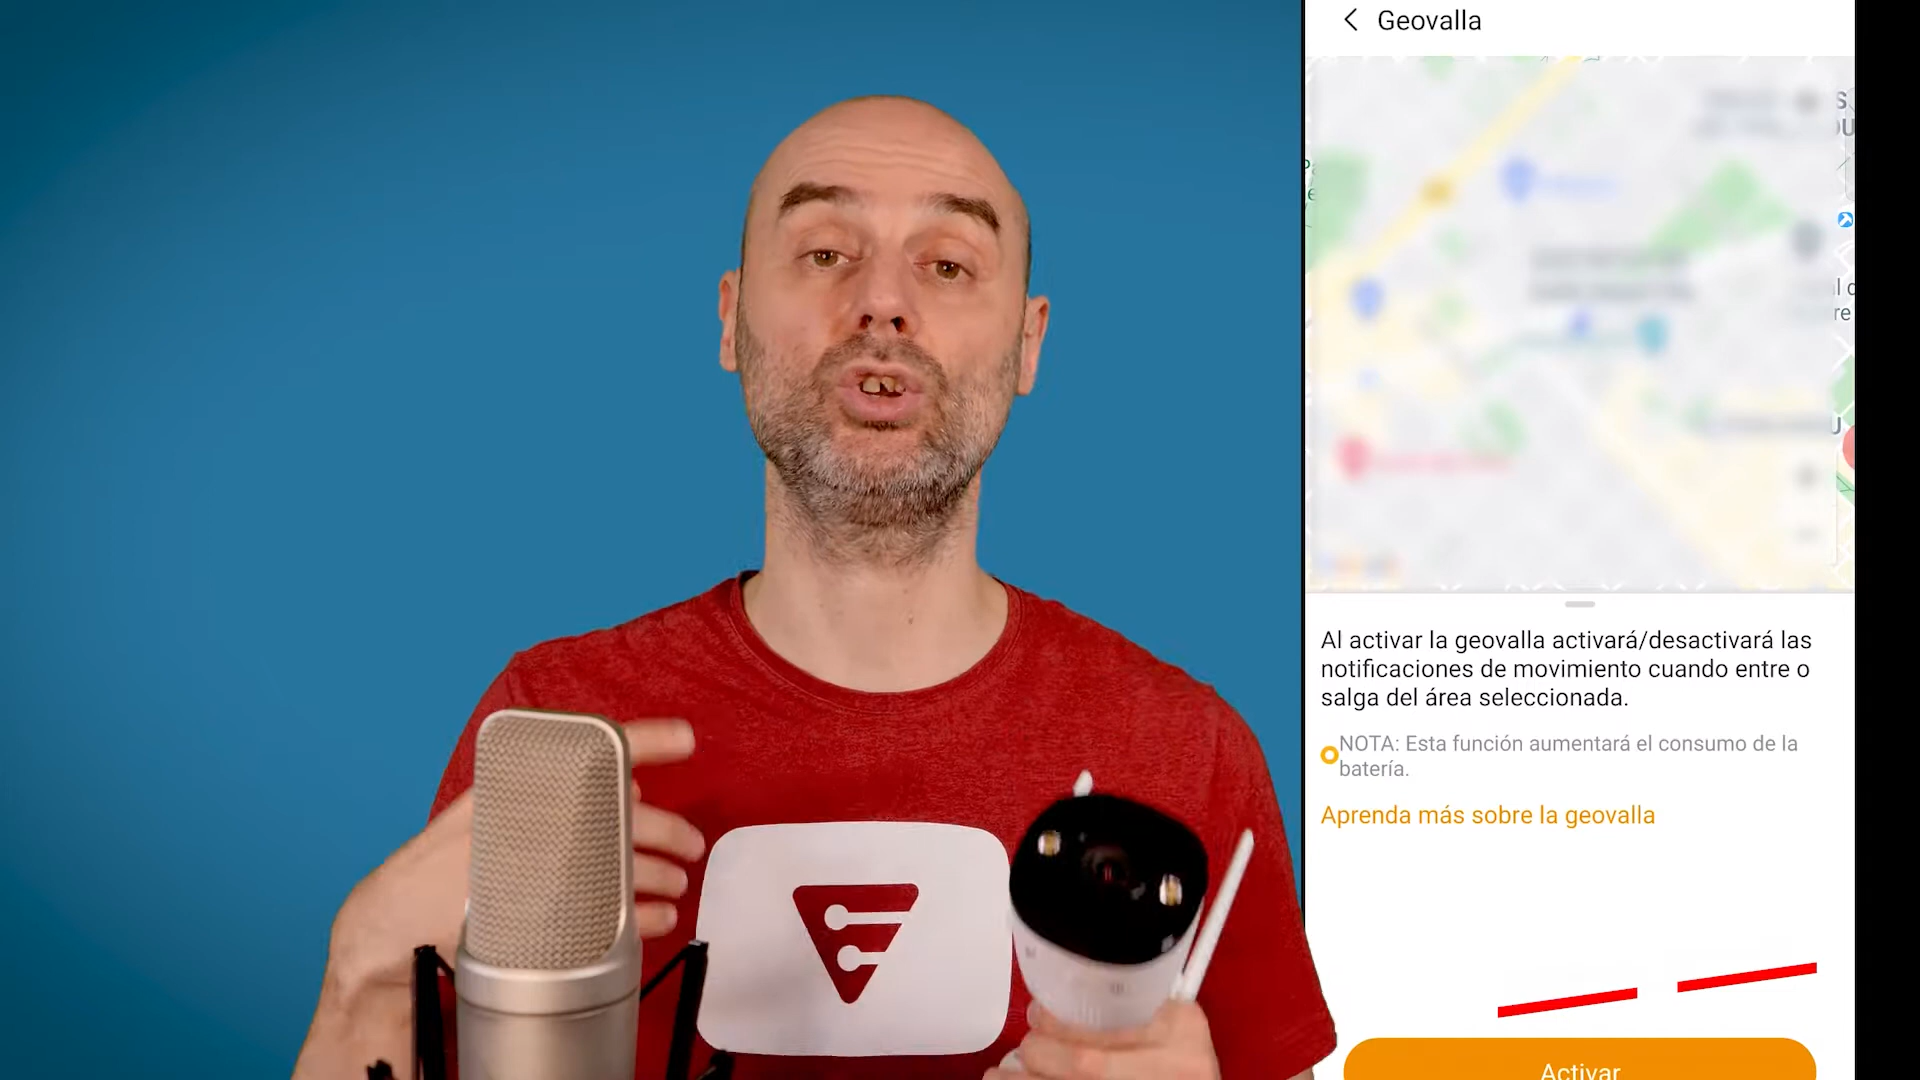 Geovalla
Al activar la geovalla activará/desactivará las
notificaciones de movimiento cuando entre o
salga del área seleccionada.
NOTA: Esta función aumentará el consumo de la
batería.
Aprenda más sobre la geovalla
Activar